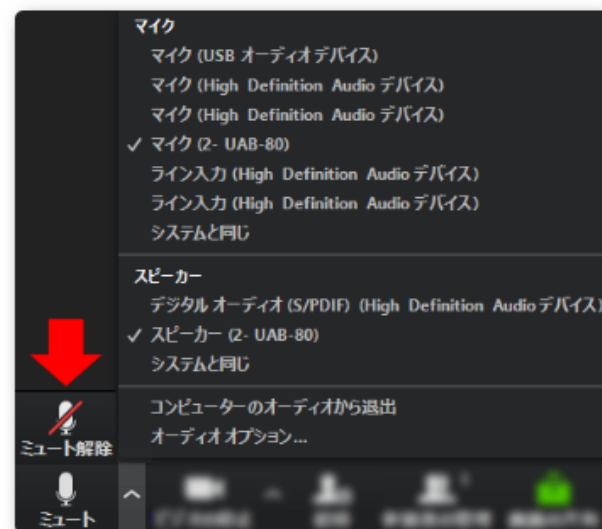 マイク
マイク (USB オーディオ デバイス)
マイク (High Definition Audio デバイス)
マイク (High Definition Audio デバイス)
✓ マイク (2- UAB-80)
ライン入力 (High Definition Audio デバイス)
ライン入力 (High Definition Audio デバイス)
システムと同じ
スピーカー
デジタル オーディオ (S/PDIF) (High Definition Audio デバイス)
✓ スピーカー (2- UAB-80)
システムと同じ
コンピューターのオーディオから退出
オーディオ オプション...
ミュート解除
ミュート